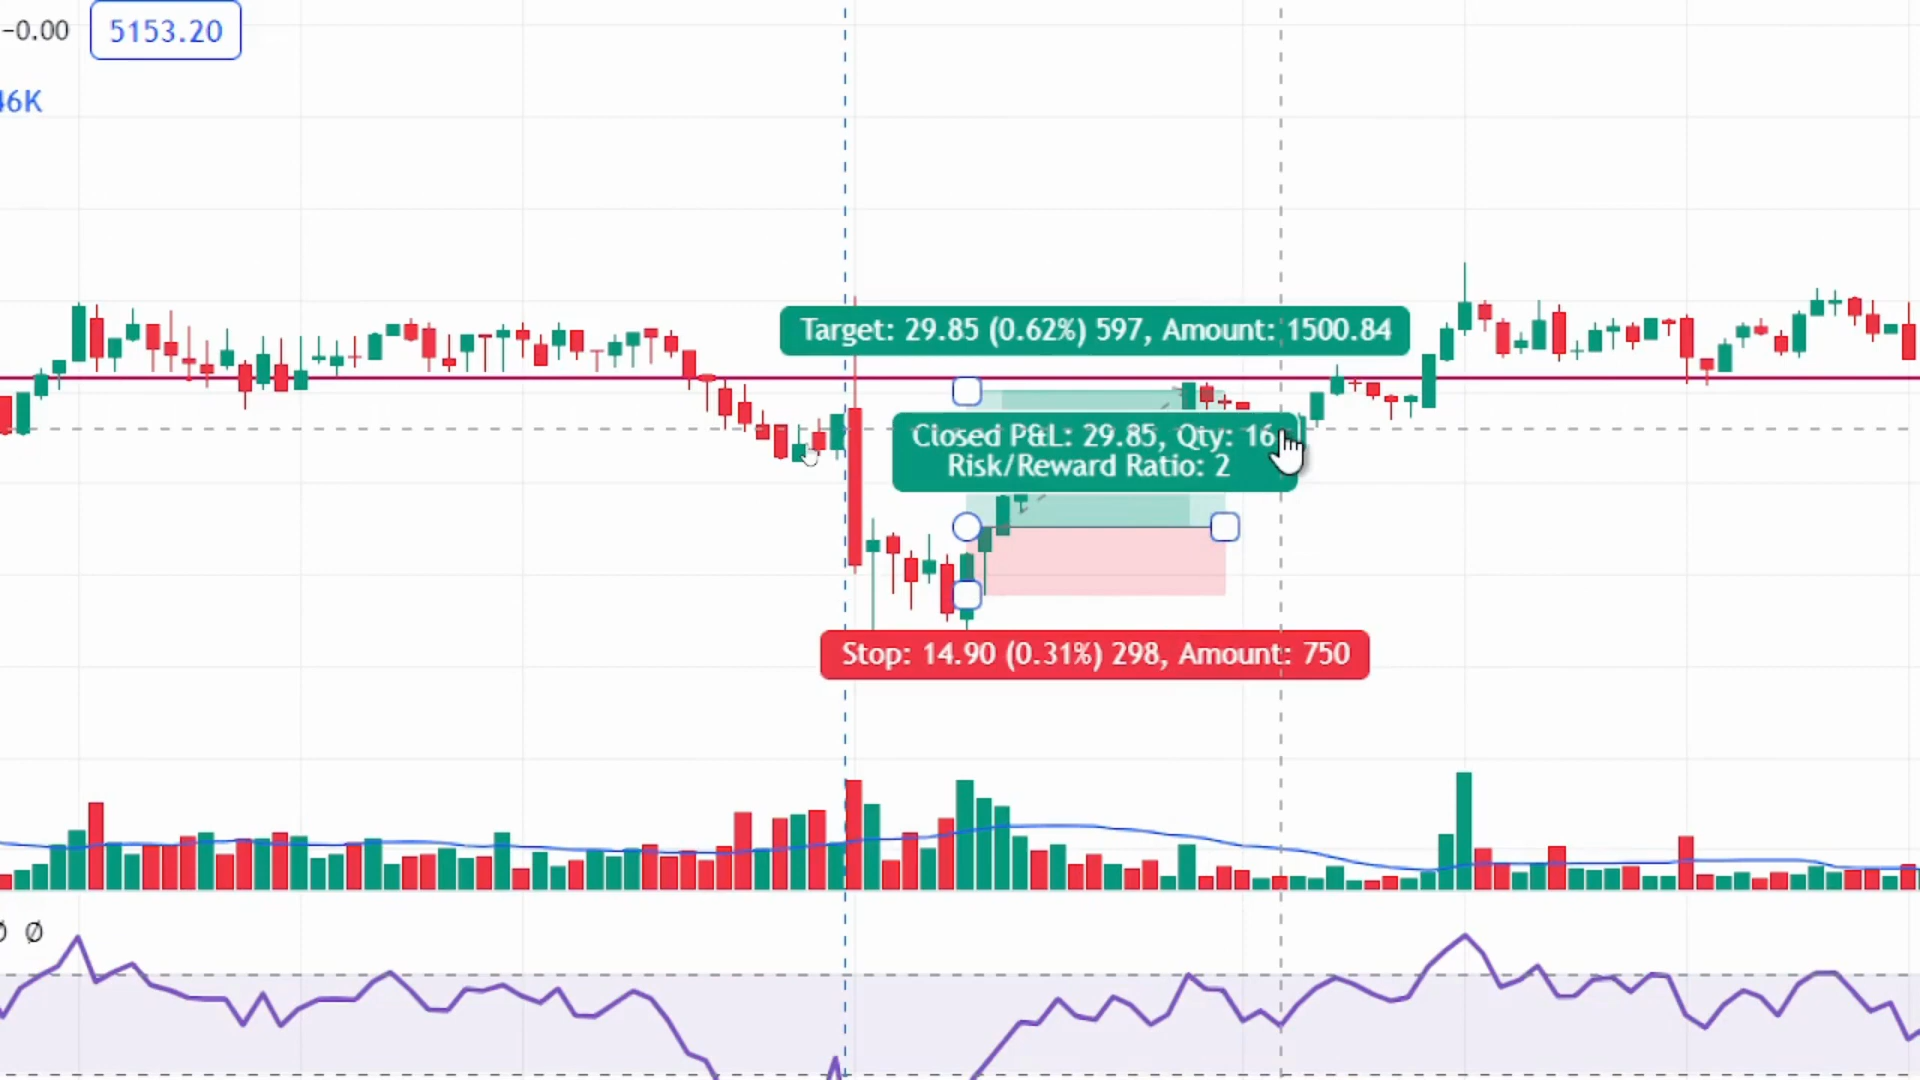 −0.00
5153.20
46K
Target: 29.85 (0.62%) 597, Amount: 1500.84
Closed P&L: 29.85, Qty: 16
Risk/Reward Ratio: 2
Stop: 14.90 (0.31%) 298, Amount: 750
Ø Ø